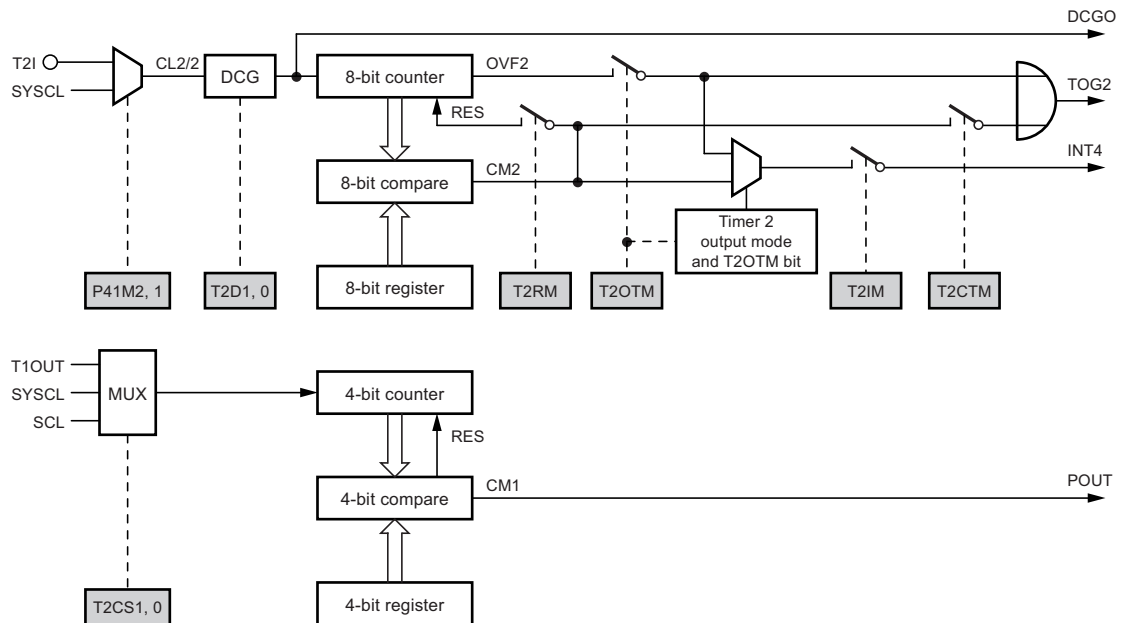 DCGO
T2I
CL2/2
DCG
8-bit counter
OVF2
TOG2
SYSCL
RES
INT4
8-bit compare
CM2
Timer 2
output mode
and T2OTM bit
P41M2, 1
T2D1, 0
8-bit register
T2RM
T2OTM
T2IM
T2CTM
T1OUT
SYSCL
SCL
MUX
4-bit counter
RES
4-bit compare
CM1
POUT
T2CS1, 0
4-bit register